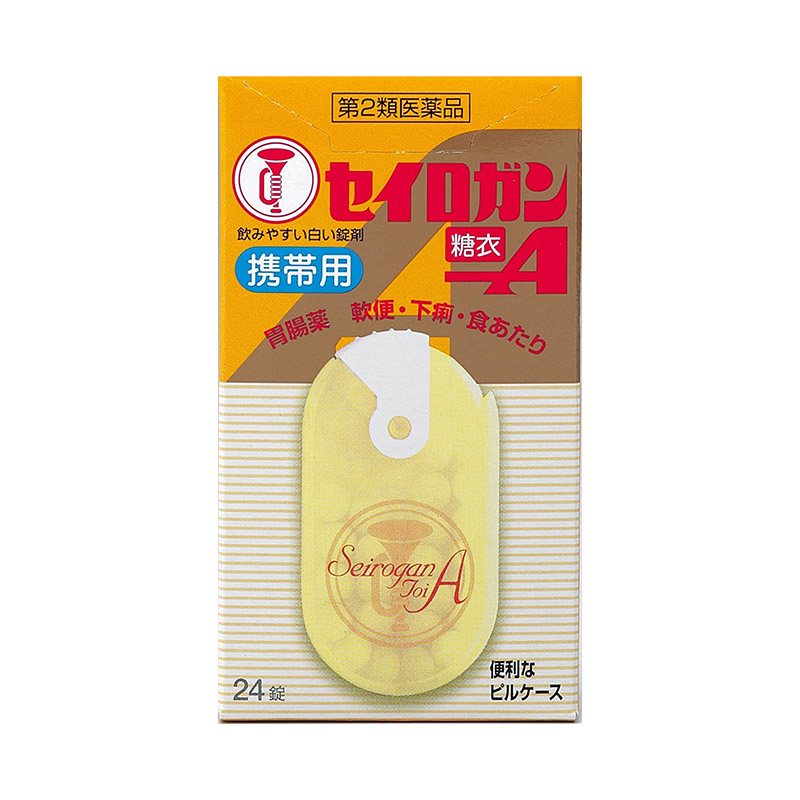 第2類医薬品
セイロガン
糖衣
A
飲みやすい白い錠剤
携帯用
胃腸薬 軟便・下痢・食あたり
Seirogan
Toi A
24錠
便利な
ピルケース